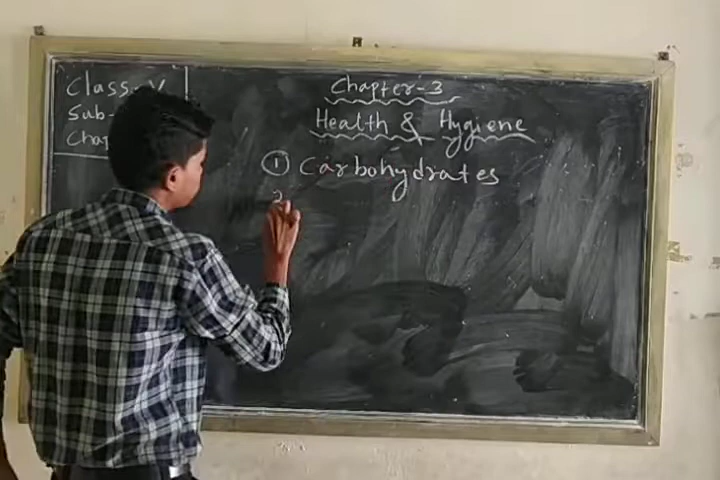 Class-V
Sub-
Chap
Chapter-3
Health & Hygiene
① Carbohydrates
2